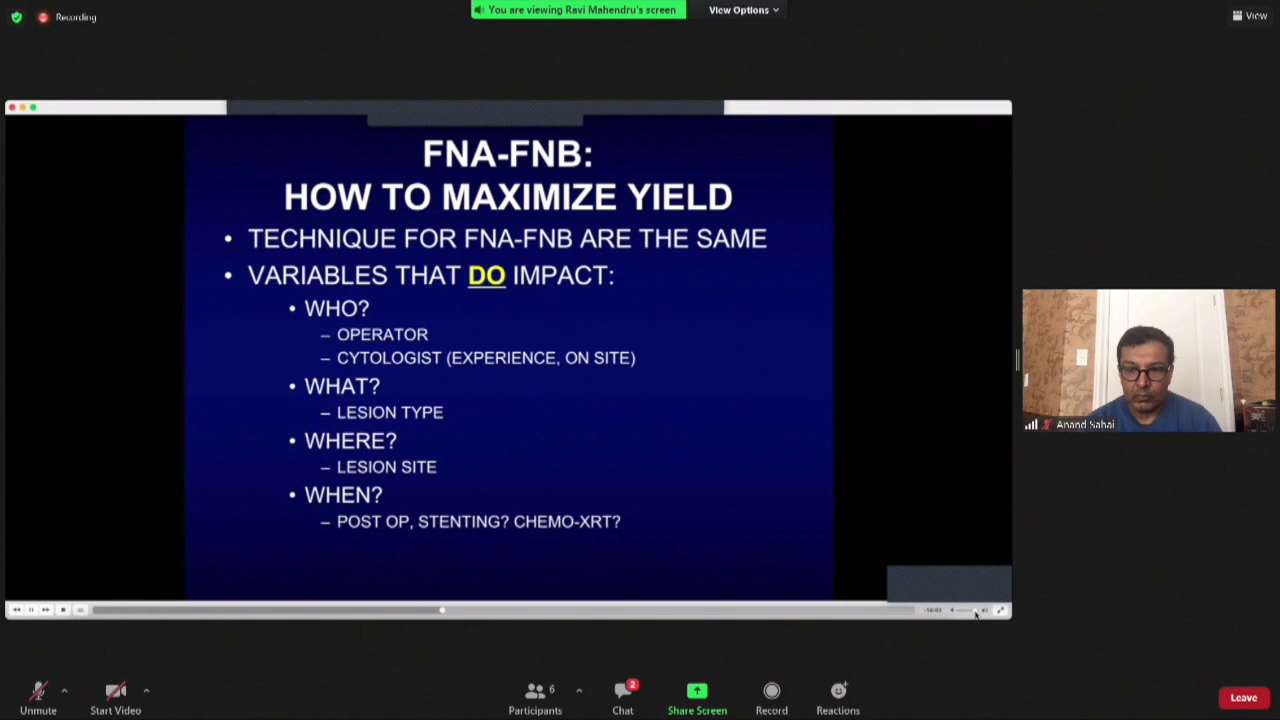 Recording
You are viewing Ravi Mahendru's screen
View Options
View
FNA-FNB:
HOW TO MAXIMIZE YIELD
• TECHNIQUE FOR FNA-FNB ARE THE SAME
• VARIABLES THAT DO IMPACT:
• WHO?
– OPERATOR
– CYTOLOGIST (EXPERIENCE, ON SITE)
• WHAT?
– LESION TYPE
• WHERE?
– LESION SITE
• WHEN?
– POST OP, STENTING? CHEMO-XRT?
Anand Sahai
Unmute
Start Video
6
Participants
2
Chat
Share Screen
Record
Reactions
Leave